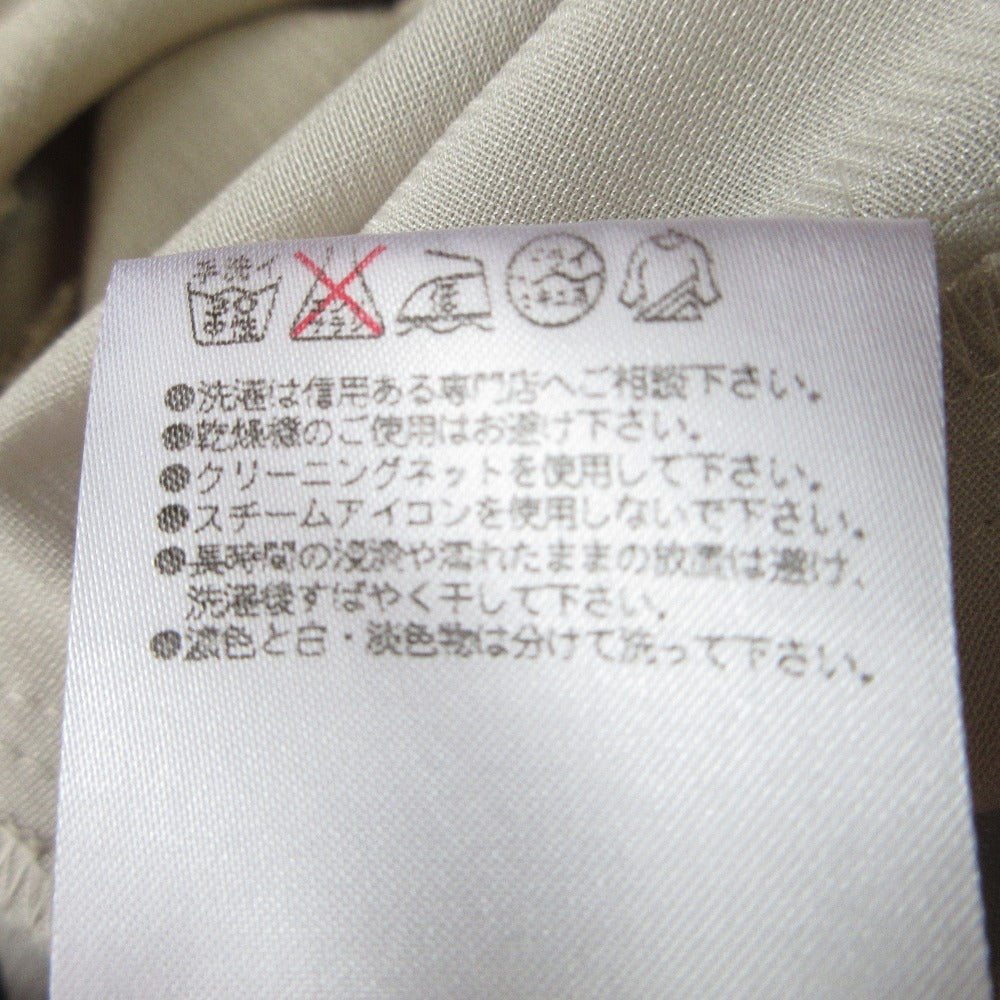 手洗イ
●洗濯は信用ある専門店へご相談下さい。
●乾燥機のご使用はお避け下さい。
●クリーニングネットを使用して下さい。
●スチームアイロンを使用しないで下さい。
●長時間の浸漬や濡れたままの放置は避け、
洗濯後すばやく干して下さい。
●濃色と白・淡色物は分けて洗って下さい。